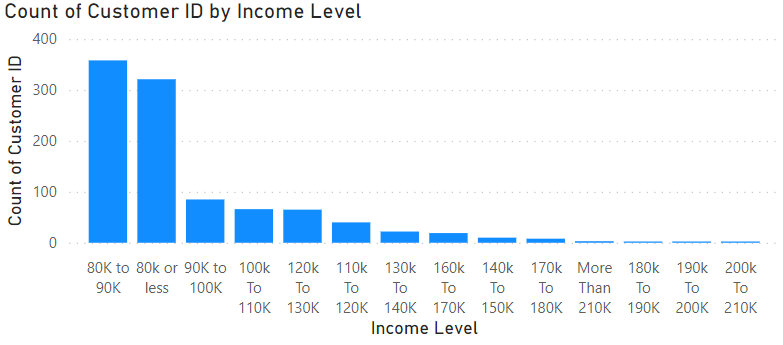 Count of Customer ID by Income Level
400
300
200
100
0
Count of Customer ID
80K to
90K
80k or
less
90K to
100K
100k
To
110K
120k
To
130K
110k
To
120K
130k
To
140K
160k
To
170K
140k
To
150K
170k
To
180K
More
Than
210K
180k
To
190K
190k
To
200K
200k
To
210K
Income Level